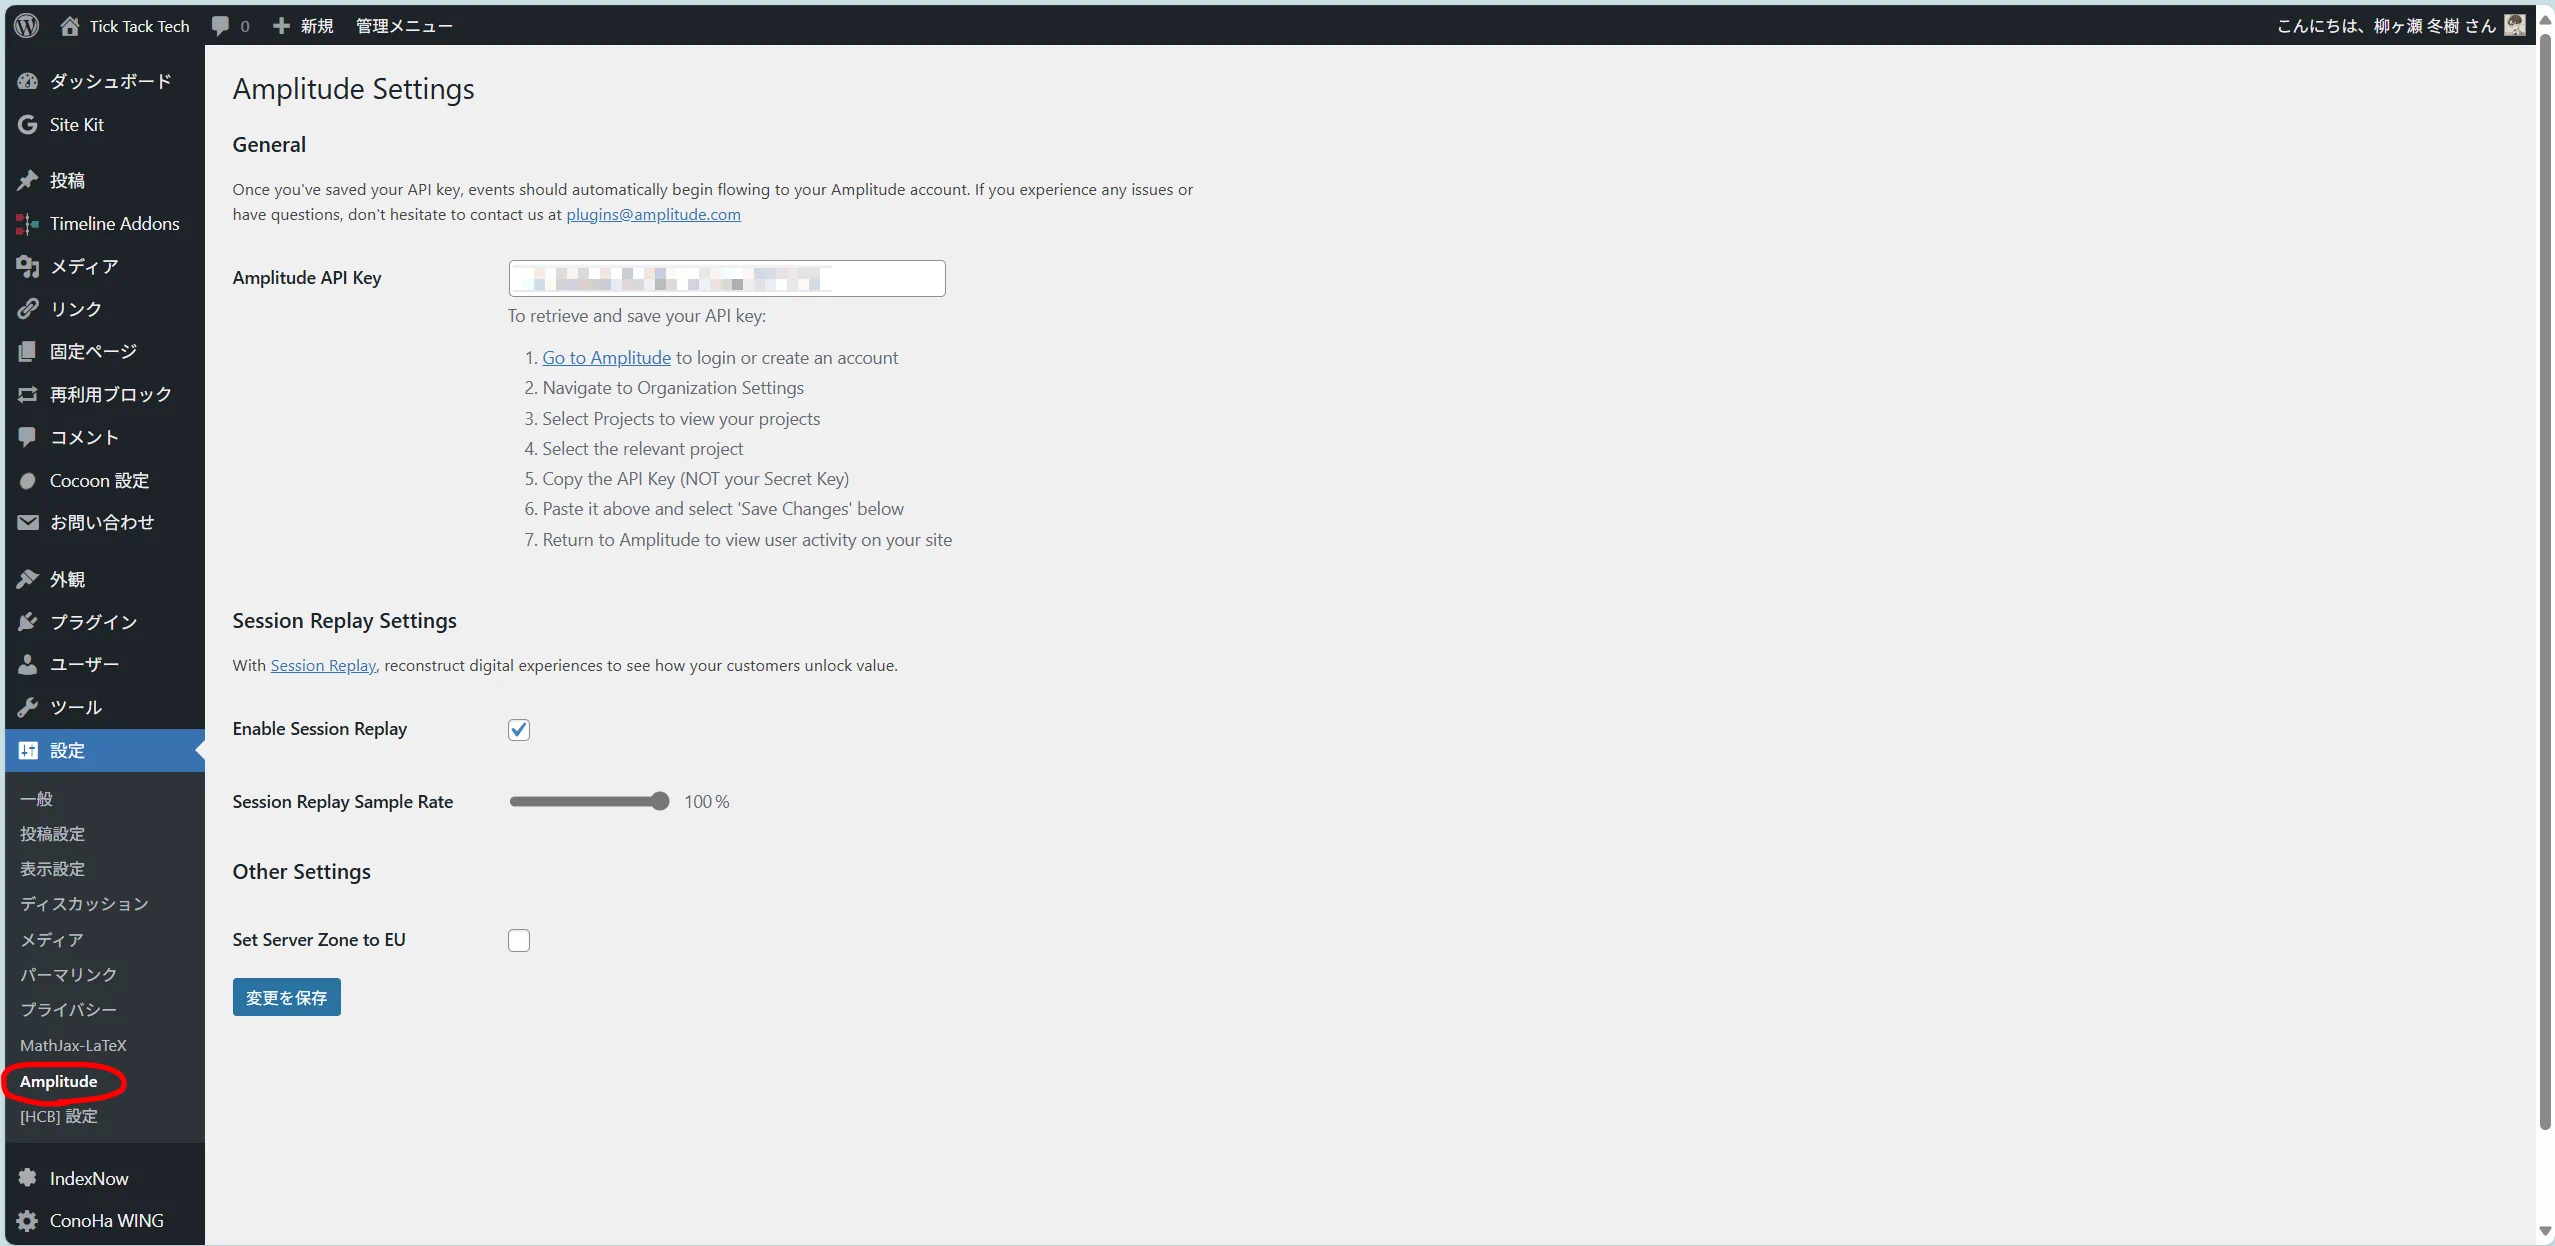 Tick Tack Tech
0
新規
管理メニュー
こんにちは、柳ヶ瀬 冬樹 さん
ダッシュボード
Site Kit
投稿
Timeline Addons
メディア
リンク
固定ページ
再利用ブロック
コメント
Cocoon 設定
お問い合わせ
外観
プラグイン
ユーザー
ツール
設定
一般
投稿設定
表示設定
ディスカッション
メディア
パーマリンク
プライバシー
MathJax-LaTeX
Amplitude
[HCB] 設定
IndexNow
ConoHa WING
Amplitude Settings
General
Once you've saved your API key, events should automatically begin flowing to your Amplitude account. If you experience any issues or
have questions, don't hesitate to contact us at plugins@amplitude.com
Amplitude API Key
To retrieve and save your API key:
1. Go to Amplitude to login or create an account
2. Navigate to Organization Settings
3. Select Projects to view your projects
4. Select the relevant project
5. Copy the API Key (NOT your Secret Key)
6. Paste it above and select 'Save Changes' below
7. Return to Amplitude to view user activity on your site
Session Replay Settings
With Session Replay, reconstruct digital experiences to see how your customers unlock value.
Enable Session Replay
Session Replay Sample Rate
100 %
Other Settings
Set Server Zone to EU
変更を保存